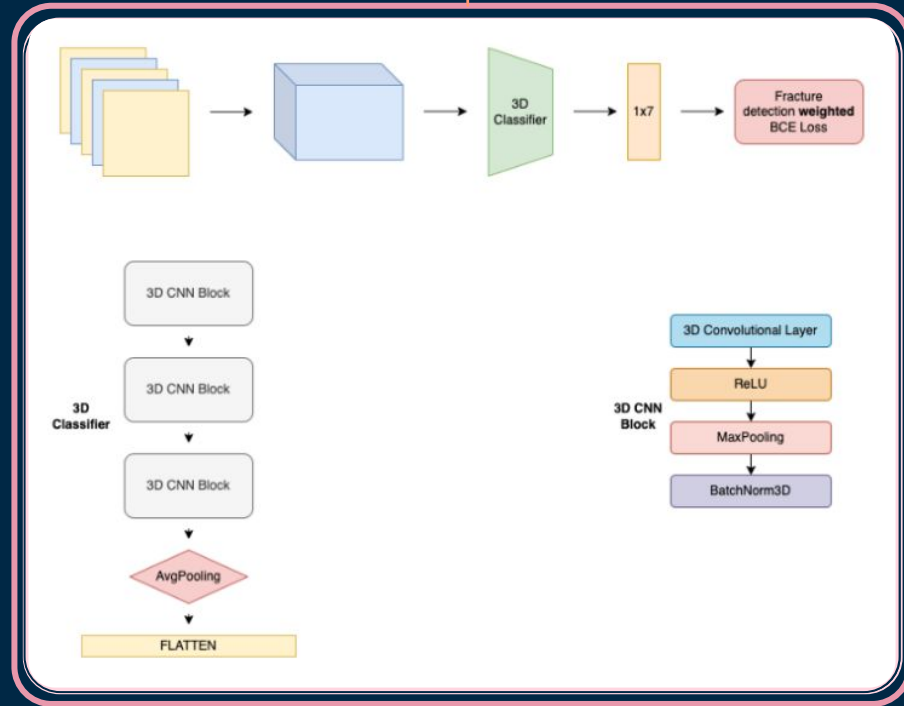 3D
Classifier
1x7
Fracture
detection weighted
BCE Loss
3D CNN Block
3D CNN Block
3D
Classifier
3D CNN Block
AvgPooling
FLATTEN
3D Convolutional Layer
ReLU
3D CNN
Block
MaxPooling
BatchNorm3D